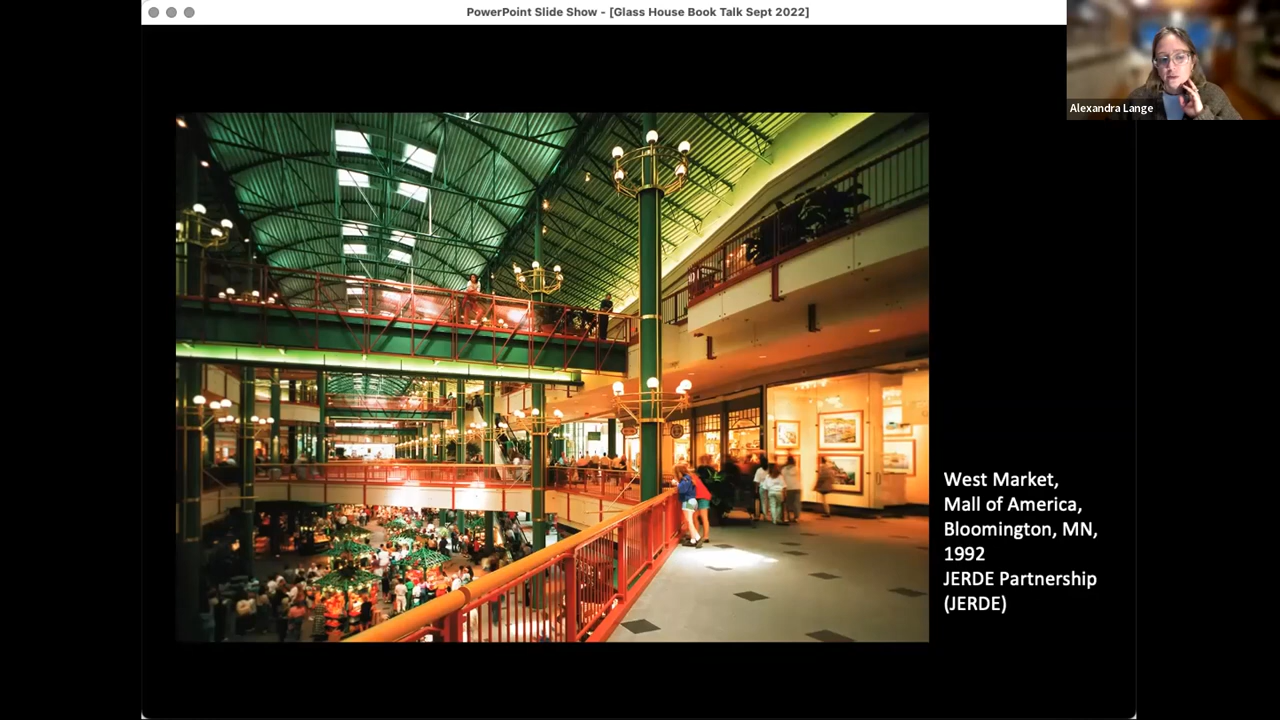 PowerPoint Slide Show - [Glass House Book Talk Sept 2022]
Alexandra Lange
West Market,
Mall of America,
Bloomington, MN,
1992
JERDE Partnership
(JERDE)